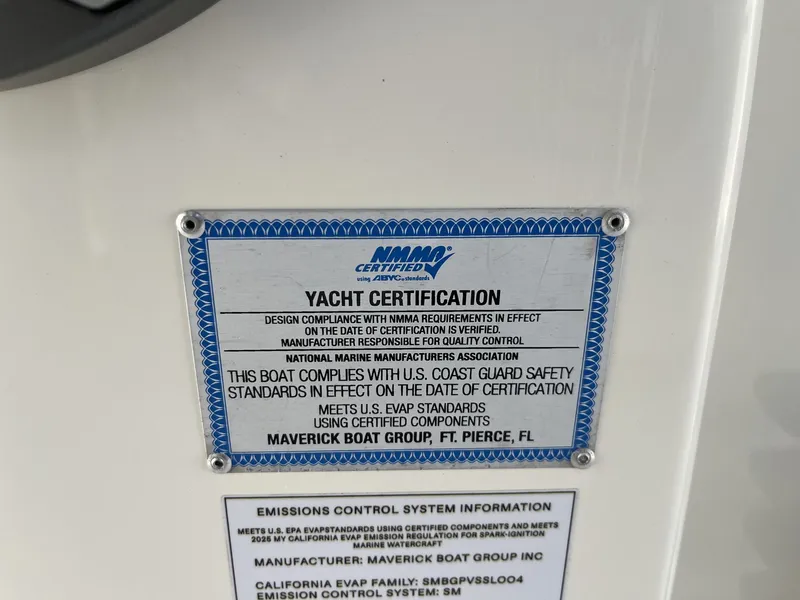 NMMA®
CERTIFIED
using ABYC® standards
YACHT CERTIFICATION
DESIGN COMPLIANCE WITH NMMA REQUIREMENTS IN EFFECT
ON THE DATE OF CERTIFICATION IS VERIFIED.
MANUFACTURER RESPONSIBLE FOR QUALITY CONTROL
NATIONAL MARINE MANUFACTURERS ASSOCIATION
THIS BOAT COMPLIES WITH U.S. COAST GUARD SAFETY
STANDARDS IN EFFECT ON THE DATE OF CERTIFICATION
MEETS U.S. EVAP STANDARDS
USING CERTIFIED COMPONENTS
MAVERICK BOAT GROUP, FT. PIERCE, FL
EMISSIONS CONTROL SYSTEM INFORMATION
MEETS U.S. EPA EVAPSTANDARDS USING CERTIFIED COMPONENTS AND MEETS
2025 MY CALIFORNIA EVAP EMISSION REGULATION FOR SPARK-IGNITION
MARINE WATERCRAFT
MANUFACTURER: MAVERICK BOAT GROUP INC
CALIFORNIA EVAP FAMILY: SMBGPVSSL004
EMISSION CONTROL SYSTEM: SM